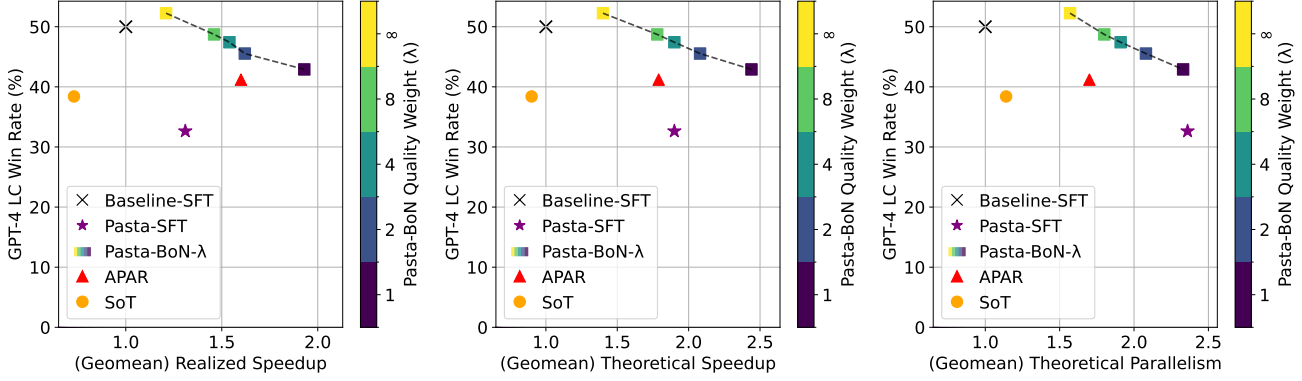 GPT-4 LC Win Rate (%)
50
40
30
20
10
0
Baseline-SFT
Pasta-SFT
Pasta-BoN-λ
APAR
SoT
1.0 1.5 2.0
(Geomean) Realized Speedup
∞
8
4
2
1
Pasta-BoN Quality Weight (λ)
GPT-4 LC Win Rate (%)
50
40
30
20
10
0
Baseline-SFT
Pasta-SFT
Pasta-BoN-λ
APAR
SoT
1.0 1.5 2.0 2.5
(Geomean) Theoretical Speedup
∞
8
4
2
1
Pasta-BoN Quality Weight (λ)
GPT-4 LC Win Rate (%)
50
40
30
20
10
0
Baseline-SFT
Pasta-SFT
Pasta-BoN-λ
APAR
SoT
1.0 1.5 2.0 2.5
(Geomean) Theoretical Parallelism
∞
8
4
2
1
Pasta-BoN Quality Weight (λ)